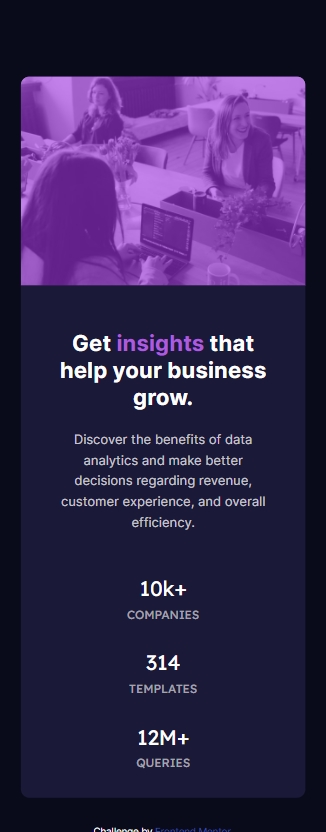 Get insights that
help your business
grow.
Discover the benefits of data
analytics and make better
decisions regarding revenue,
customer experience, and overall
efficiency.
10k+
COMPANIES
314
TEMPLATES
12M+
QUERIES
Challenge by Frontend Mentor